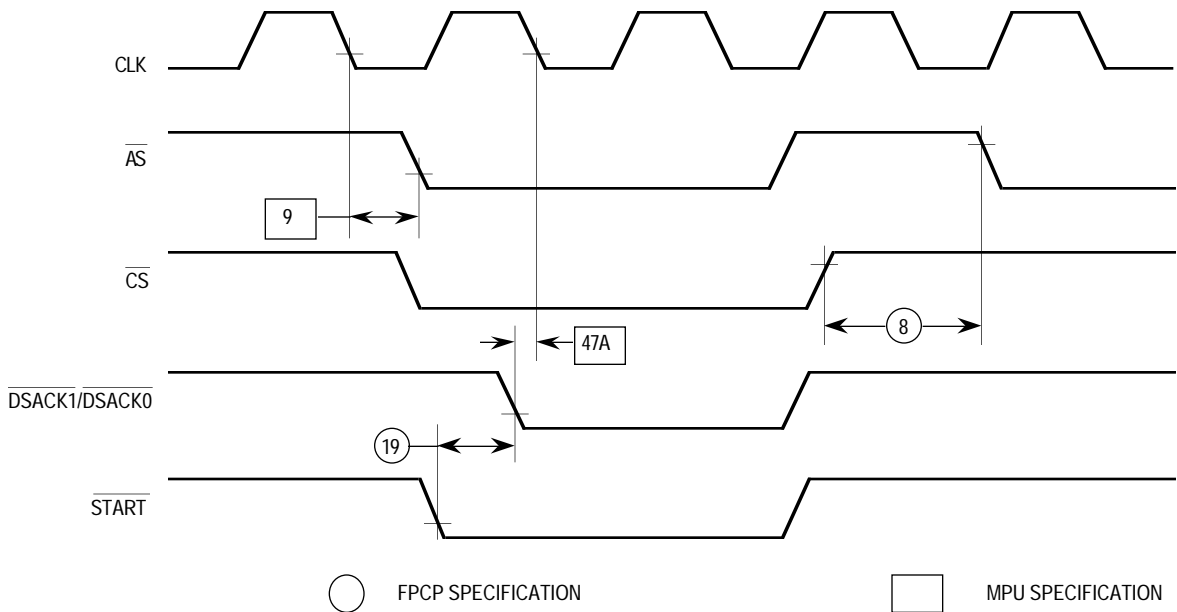 CLK
AS
9
CS
8
47A
DSACK1/DSACK0
19
START
FPCP SPECIFICATION
MPU SPECIFICATION